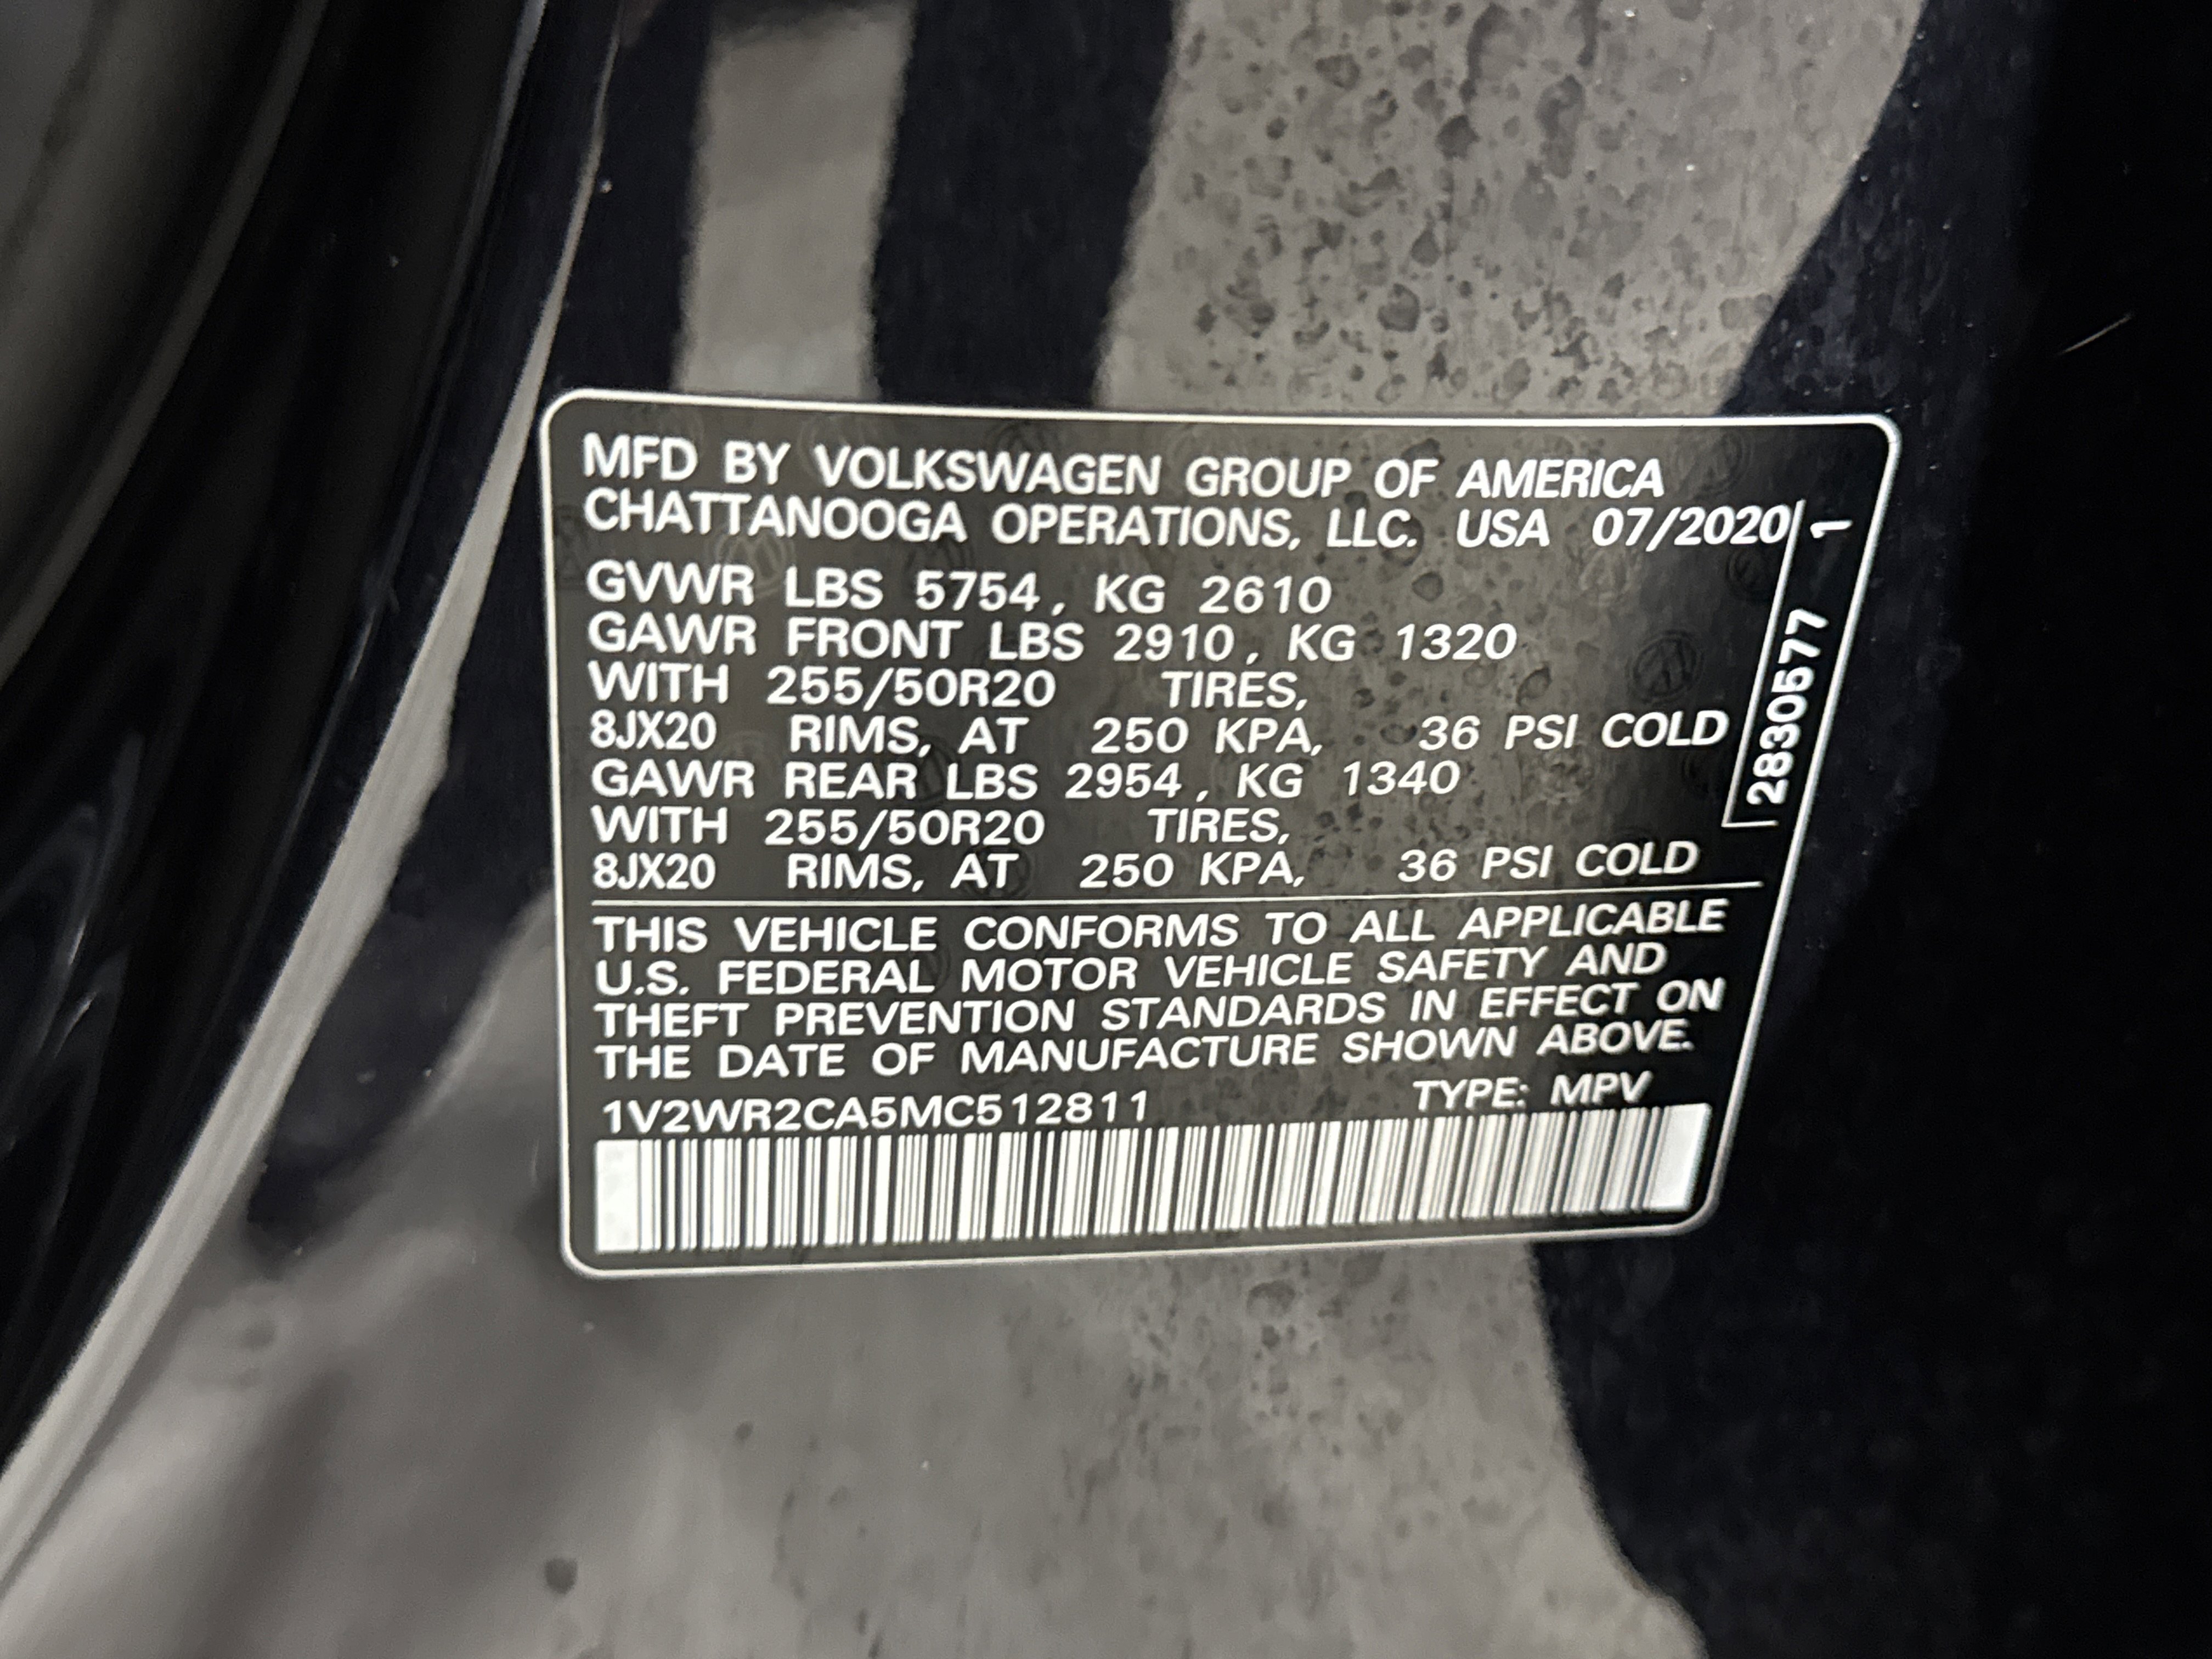 MFD BY VOLKSWAGEN GROUP OF AMERICA
CHATTANOOGA OPERATIONS, LLC. USA 07/2020
GVWR LBS 5754, KG 2610
GAWR FRONT LBS 2910, KG 1320
WITH 255/50R20 TIRES,
8JX20 RIMS, AT 250 KPA, 36 PSI COLD
GAWR REAR LBS 2954, KG 1340
WITH 255/50R20 TIRES,
8JX20 RIMS, AT 250 KPA, 36 PSI COLD
THIS VEHICLE CONFORMS TO ALL APPLICABLE
U.S. FEDERAL MOTOR VEHICLE SAFETY AND
THEFT PREVENTION STANDARDS IN EFFECT ON
THE DATE OF MANUFACTURE SHOWN ABOVE.
1V2WR2CA5MC512811 TYPE: MPV
2830577 1